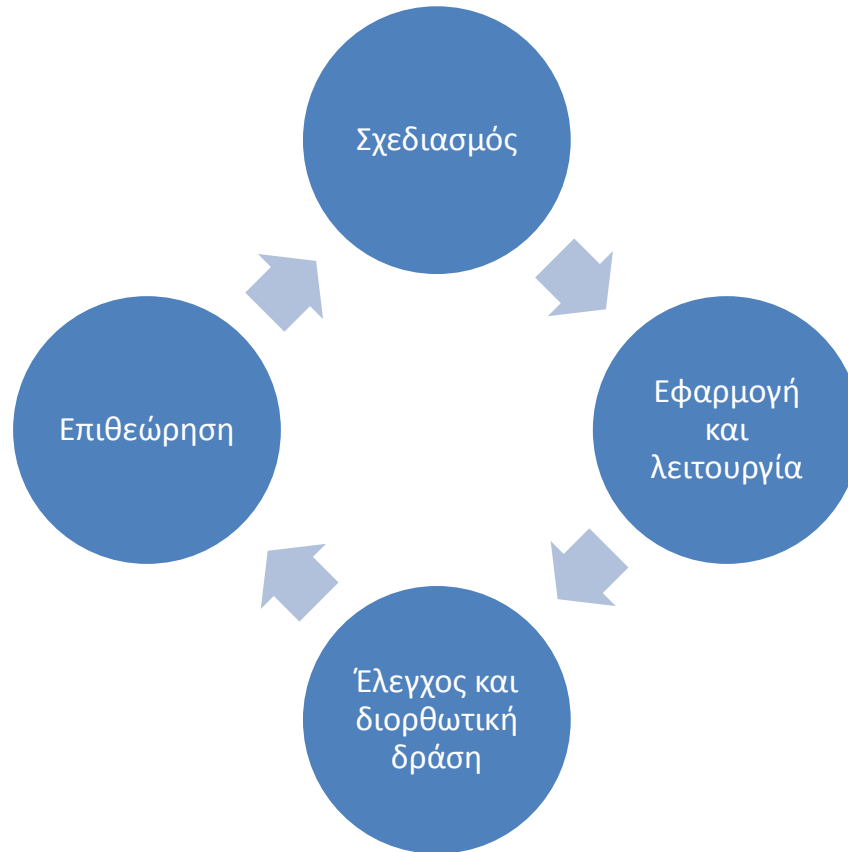 Σχεδιασμός
Εφαρμογή
και
λειτουργία
Έλεγχος και
διορθωτική
δράση
Επιθεώρηση